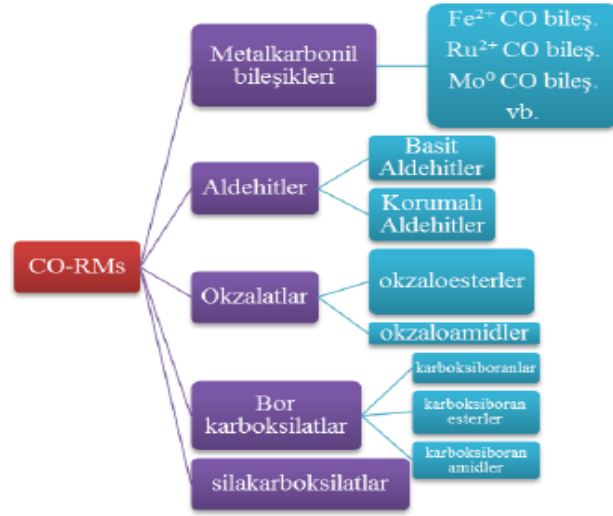 CO-RMs
Metalkarbonil
bileşikleri
Fe²⁺ CO bileş.
Ru²⁺ CO bileş.
Mo⁰ CO bileş.
vb.
Aldehitler
Basit
Aldehitler
Korumalı
Aldehitler
Okzalatlar
okzaloesterler
okzaloamidler
Bor
karboksilatlar
karboksiboranlar
karboksiboran
esterler
karboksiboran
amidler
silakarboksilatlar